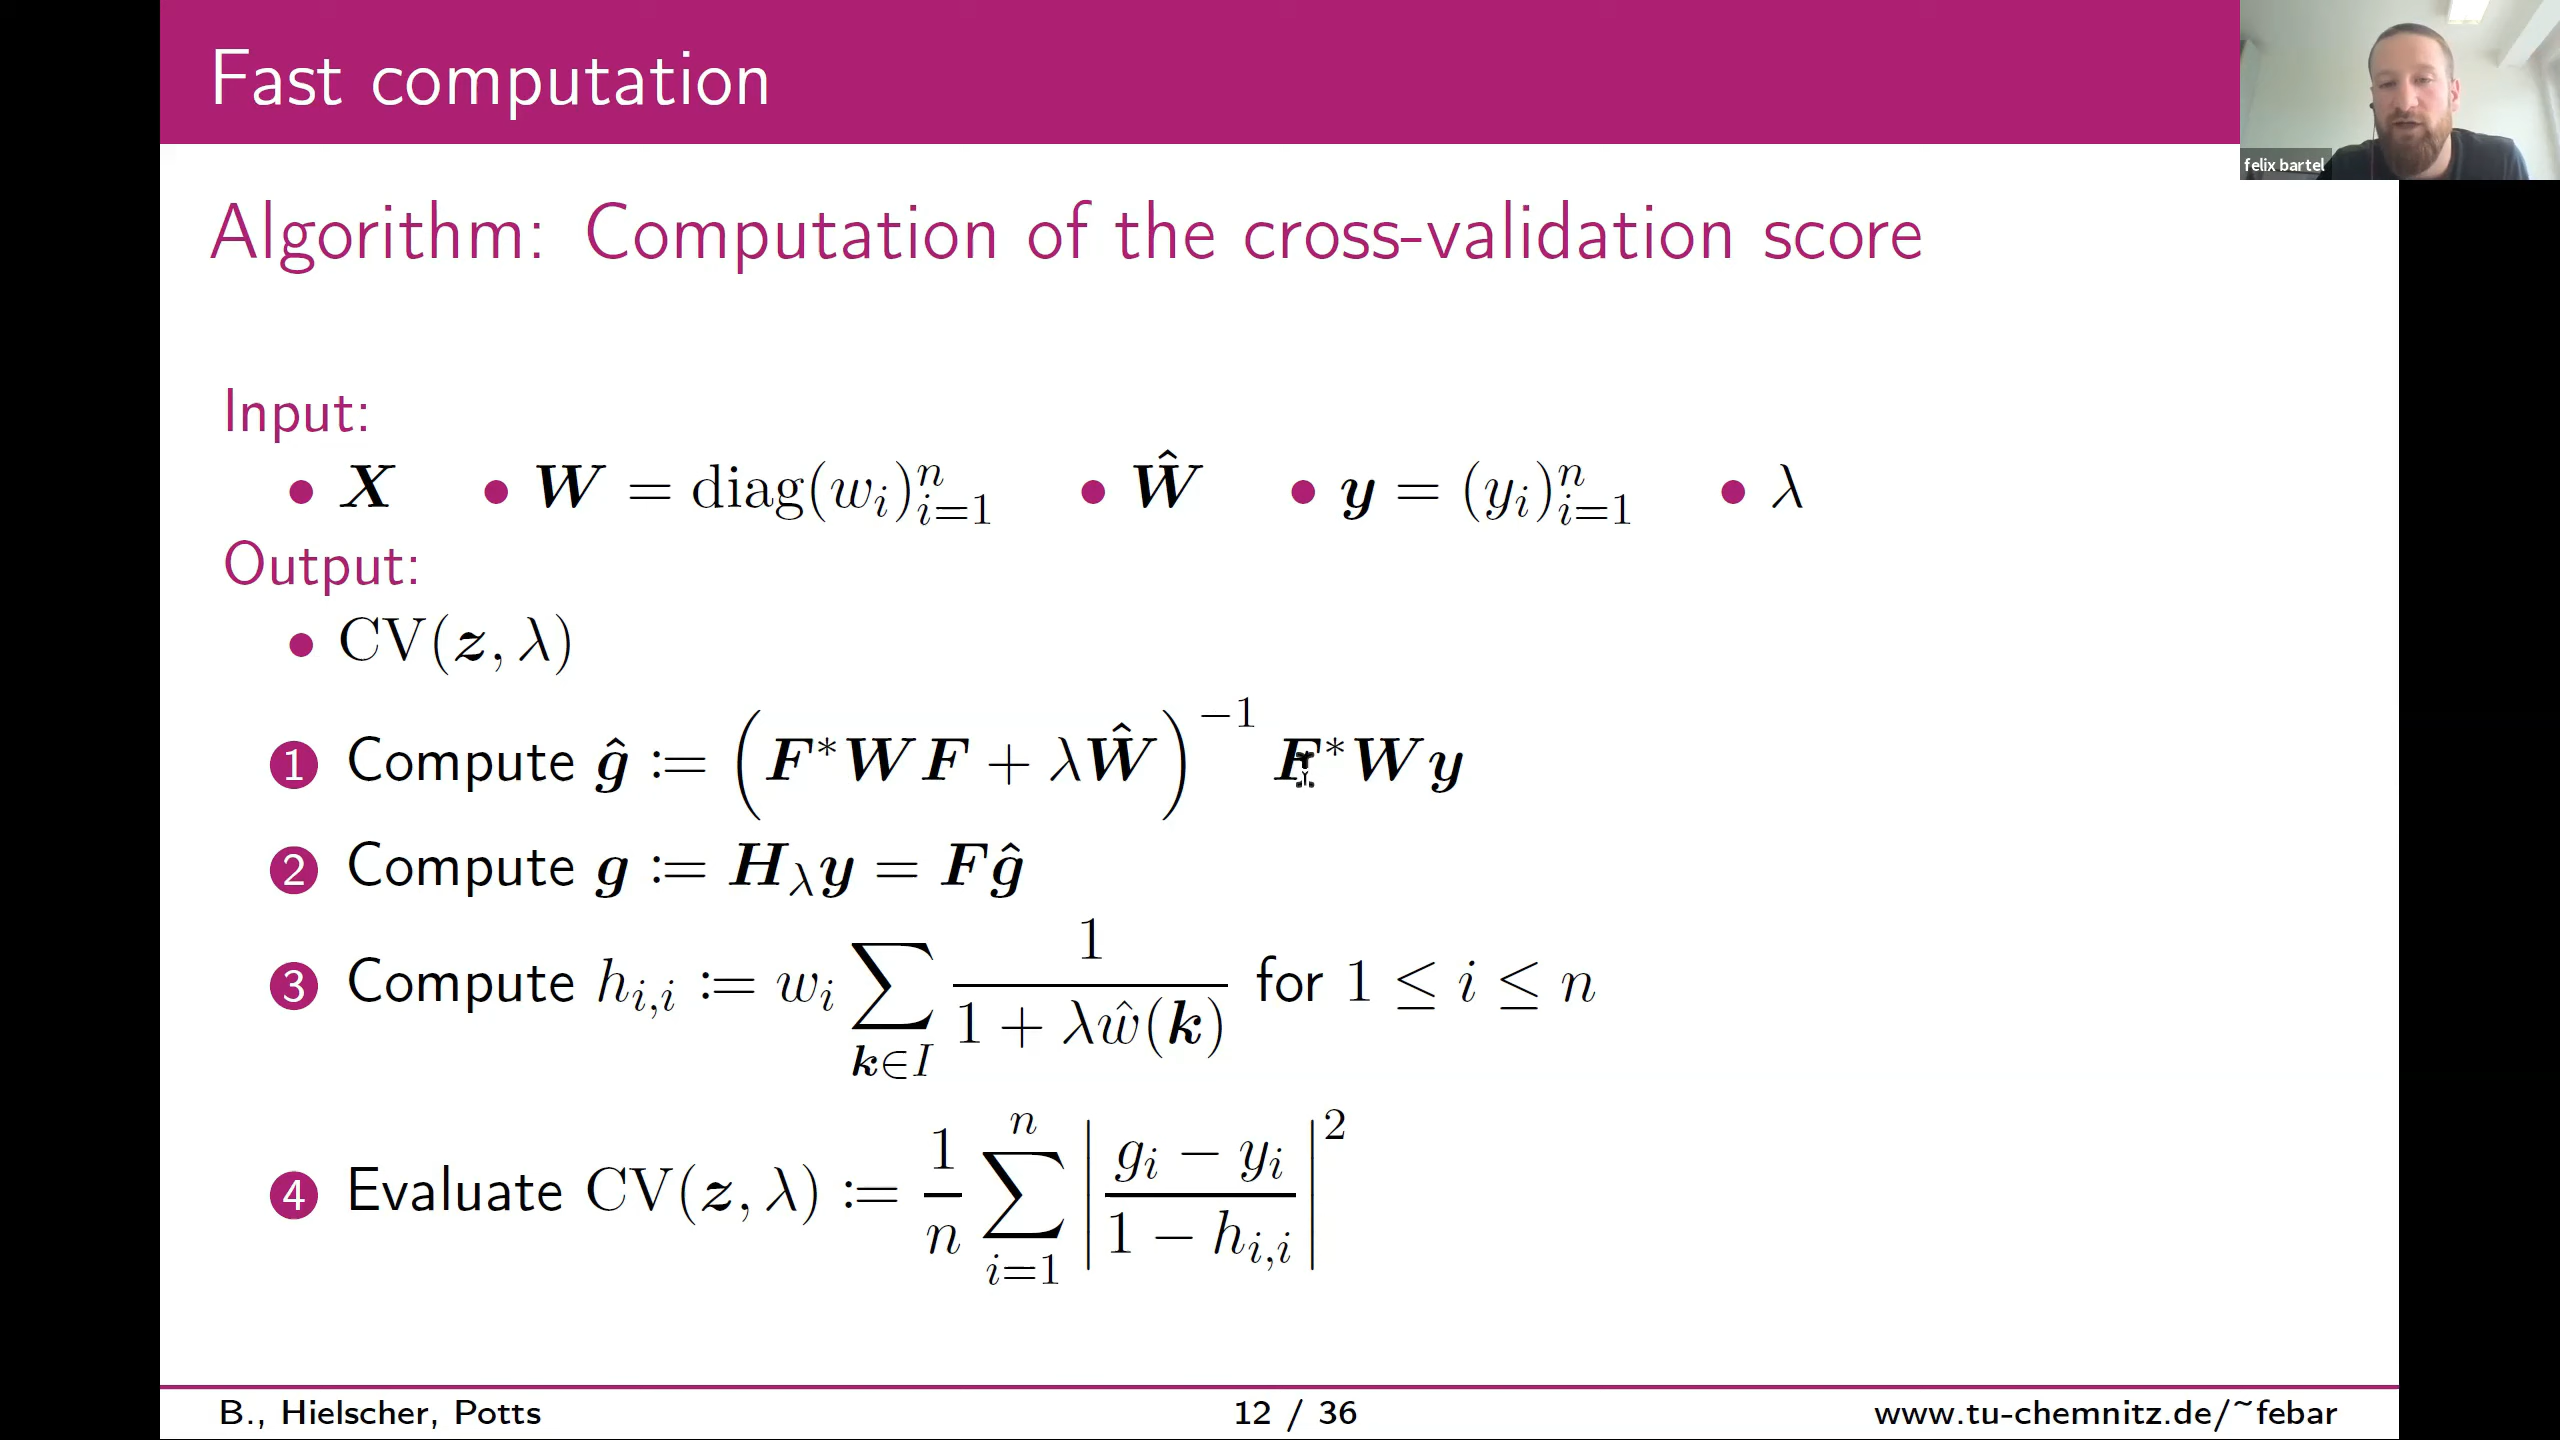 Fast computation
felix bartel
Algorithm: Computation of the cross-validation score
Input:
• X • W = diag(w_i)_{i=1}^n • Ŵ • y = (y_i)_{i=1}^n • λ
Output:
• CV(z, λ)
1 Compute ĝ := (F*WF + λŴ)^{-1} F*Wy
2 Compute g := H_λ y = Fĝ
3 Compute h_{i,i} := w_i ∑_{k∈I} 1/(1 + λŵ(k)) for 1 ≤ i ≤ n
4 Evaluate CV(z, λ) := 1/n ∑_{i=1}^n |(g_i − y_i)/(1 − h_{i,i})|^2
B., Hielscher, Potts 12 / 36 www.tu-chemnitz.de/~febar